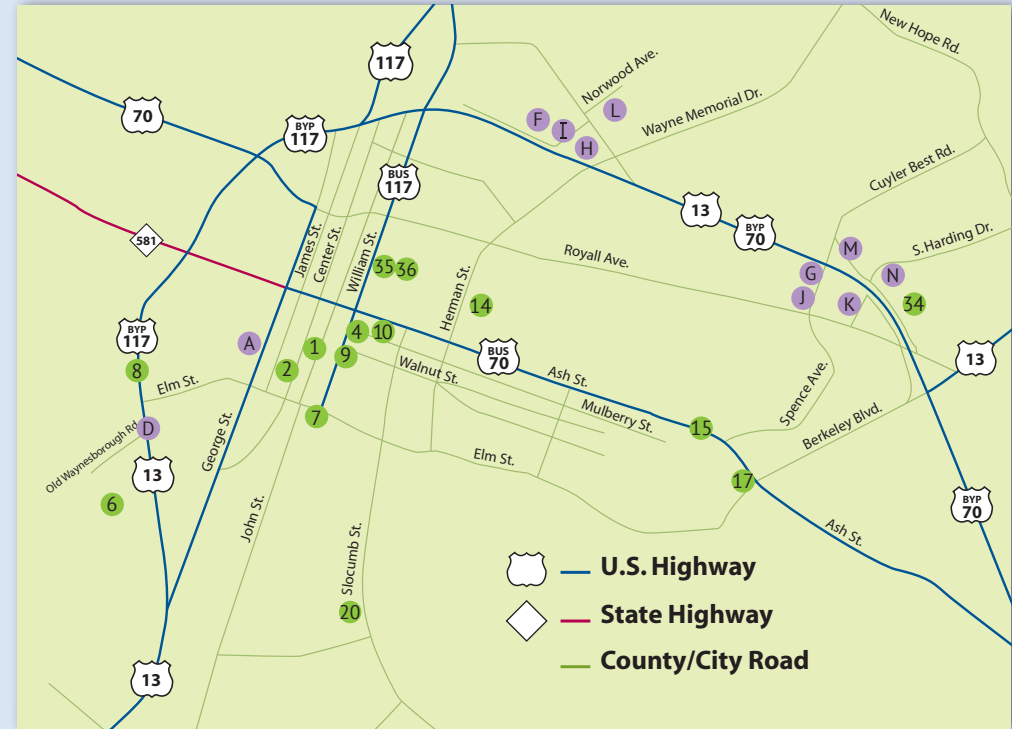 117
New Hope Rd.
Norwood Ave.
70
BYP
117
F
I
L
H
Wayne Memorial Dr.
Cuyler Best Rd.
BUS
117
13
BYP
70
581
James St.
Center St.
William St.
35
36
Royall Ave.
S. Harding Dr.
M
G
N
J
K
34
Herman St.
14
BYP
117
A
1
4
10
9
2
8
Elm St.
Walnut St.
BUS
70
Ash St.
13
Mulberry St.
Spence Ave.
Berkeley Blvd.
7
15
Old Waynesborough Rd.
D
George St.
13
Elm St.
17
6
John St.
BYP
70
Ash St.
Slocumb St.
20
U.S. Highway
State Highway
County/City Road
13